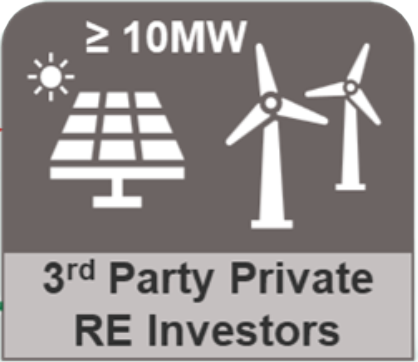 ≥ 10MW
3rd Party Private
RE Investors